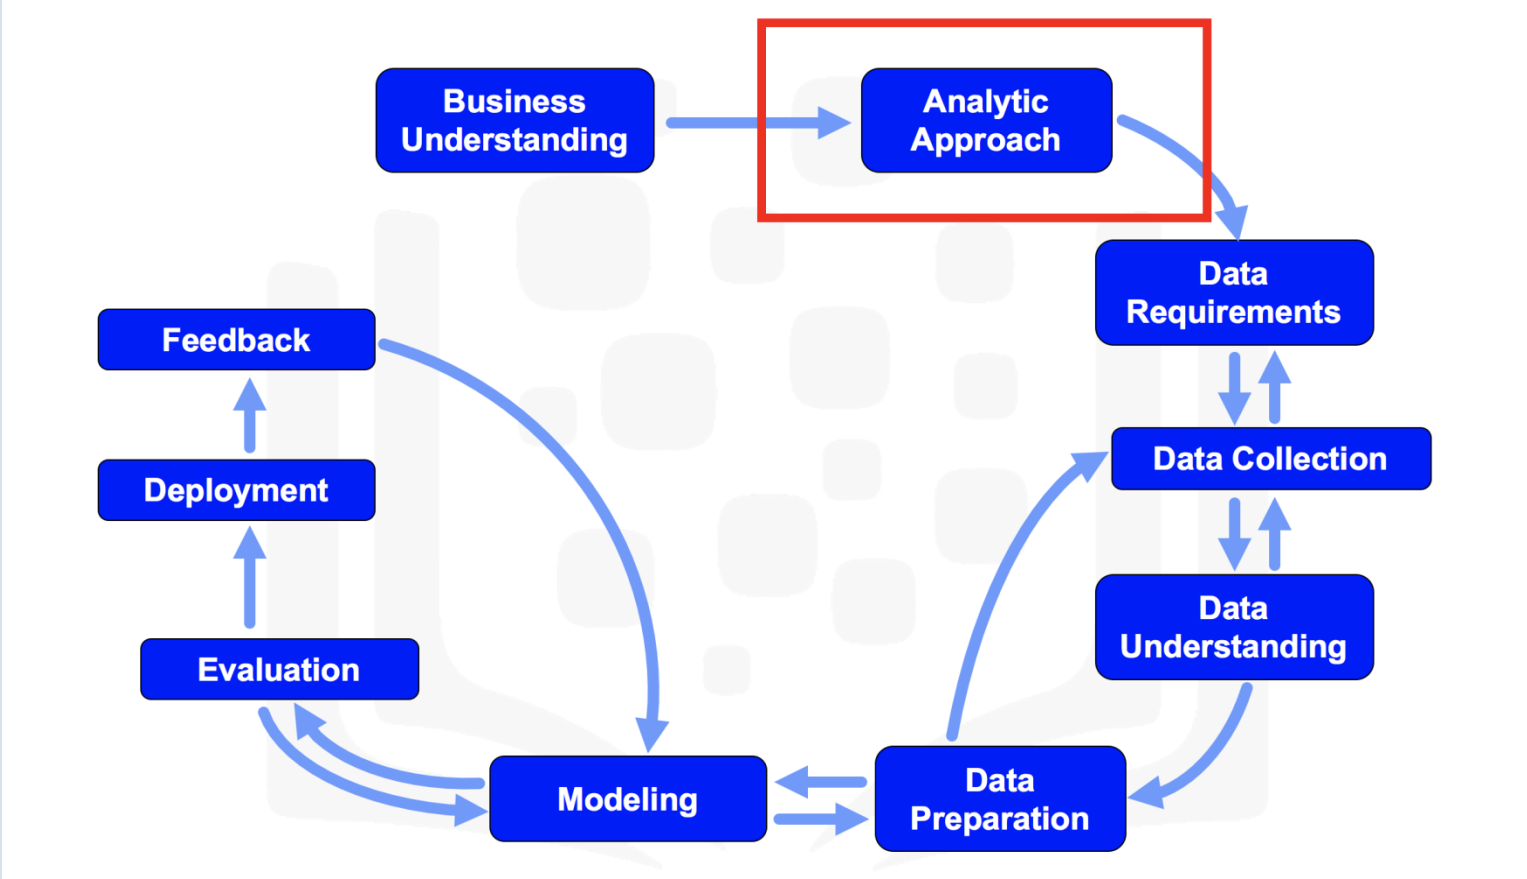 Business
Understanding
Analytic
Approach
Data
Requirements
Feedback
Data Collection
Deployment
Data
Understanding
Evaluation
Modeling
Data
Preparation